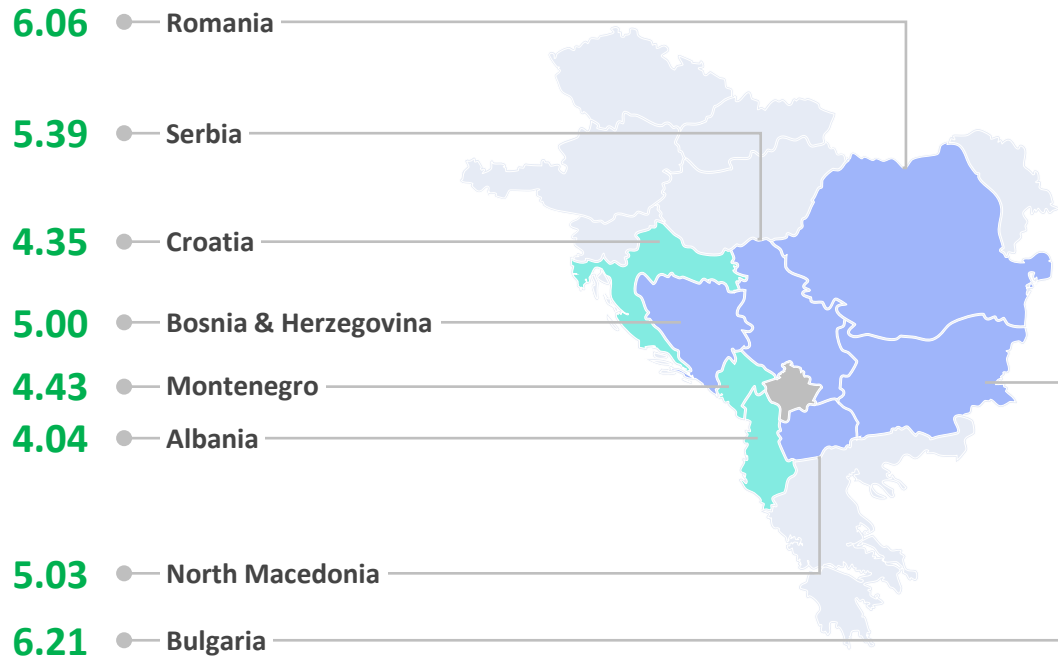 6.06 Romania
5.39 Serbia
4.35 Croatia
5.00 Bosnia & Herzegovina
4.43 Montenegro
4.04 Albania
5.03 North Macedonia
6.21 Bulgaria